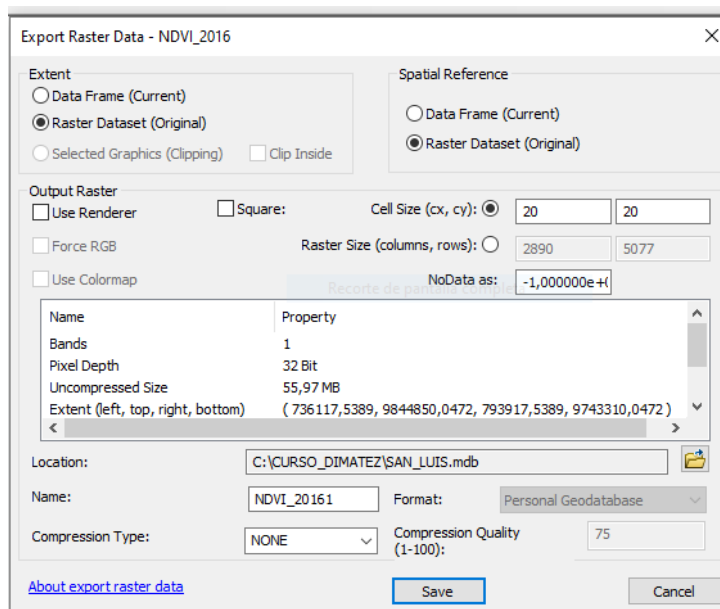 Export Raster Data - NDVI_2016
Extent
Data Frame (Current)
Raster Dataset (Original)
Selected Graphics (Clipping) Clip Inside
Spatial Reference
Data Frame (Current)
Raster Dataset (Original)
Output Raster
Use Renderer Square: Cell Size (cx, cy): 20 20
Force RGB Raster Size (columns, rows): 2890 5077
Use Colormap NoData as: -1,000000e+(
Recorte de pantalla completa
Name Property
Bands 1
Pixel Depth 32 Bit
Uncompressed Size 55,97 MB
Extent (left, top, right, bottom) ( 736117,5389, 9844850,0472, 793917,5389, 9743310,0472 )
Location: C:\CURSO_DIMATEZ\SAN_LUIS.mdb
Name: NDVI_20161 Format: Personal Geodatabase
Compression Type: NONE Compression Quality (1-100): 75
About export raster data Save Cancel